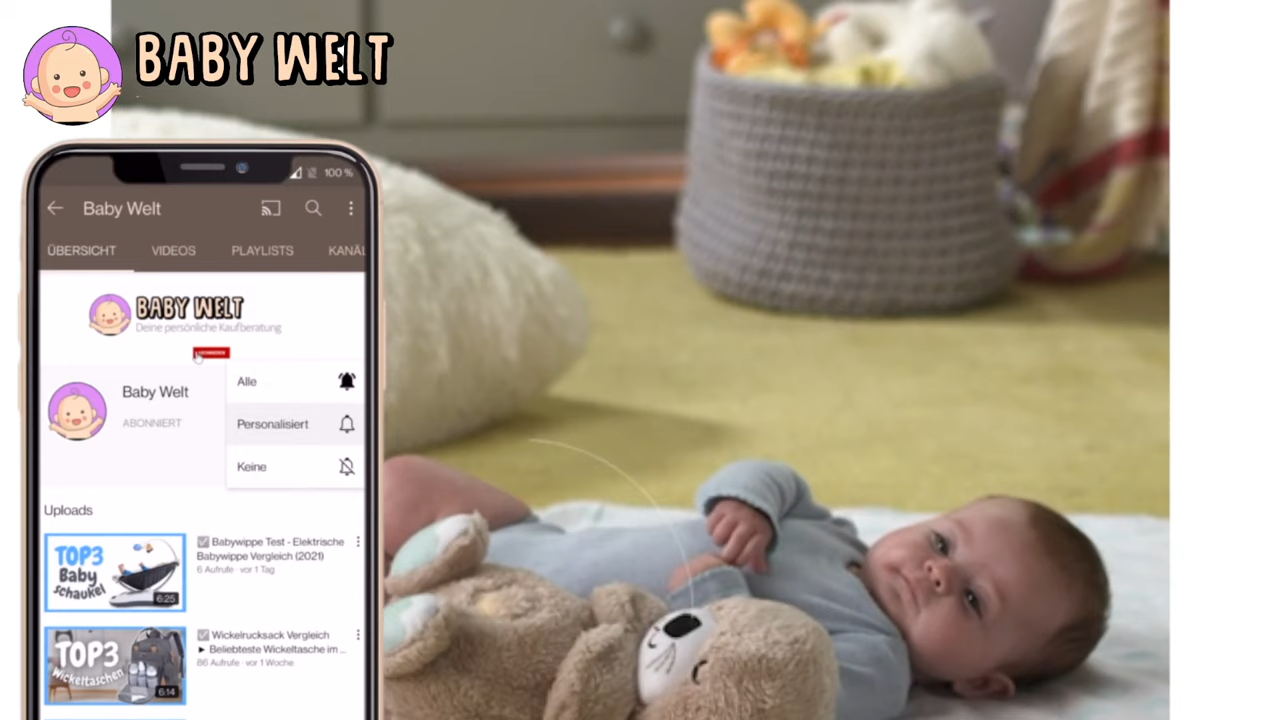 BABY WELT
100 %
Baby Welt
ÜBERSICHT VIDEOS PLAYLISTS KANÄL
BABY WELT
Deine persönliche Kaufberatung
Alle
Baby Welt
ABONNIERT
Personalisiert
Keine
Uploads
TOP3
Baby
schaukel
6:25
Babywippe Test - Elektrische
Babywippe Vergleich (2021)
6 Aufrufe · vor 1 Tag
TOP3
Wickeltaschen
6:14
Wickelrucksack Vergleich
► Beliebteste Wickeltasche im ...
86 Aufrufe · vor 1 Woche